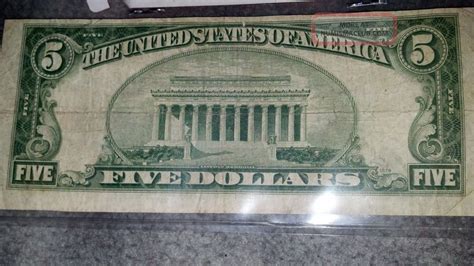 5 THE UNITED STATES OF AMERICA 5
FIVE DOLLARS
FIVE FIVE